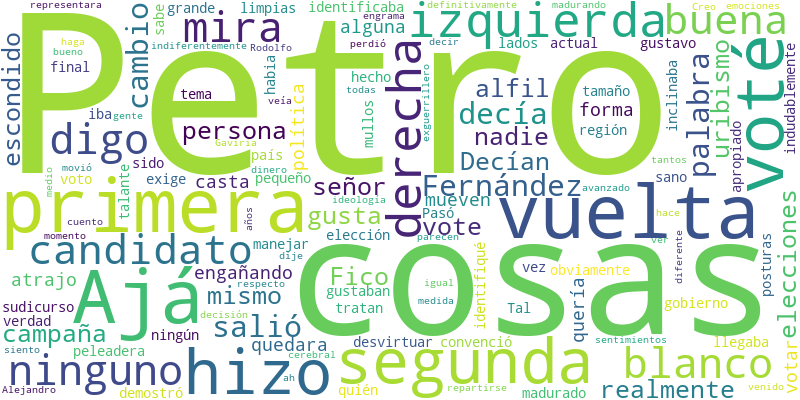 representara
haga
bueno
final
escondido
grande
cambio
sabe
limpias
emociones
engrama
mira
indiferentemente
Rodolfo
perdió
identificaba
alguna
decir
definitivamente
madurando
izquierda
lados
actual
gustavo
Creo
buena
sano
Petro
tema
había
hecho
todas
mullos
política
veía
derecha
exguerrillero
alfil
decía
nadie
Decían
tamaño
forma
región
inclinaba
palabra
uribismo
apropiado
voté
indudablemente
iba
gente
digo
movió
medio
voto
talante
sido
persona
Gaviria
país
dinero
exige
casta
pequeño
ideología
señor
gusta
Fernández
mueven
Pasó
vote
avanzado
tantos
hace
primera
cuento
momento
años
vuelta
candidato
manejar
dije
elección
parecen
vez
obviamente
ver
diferente
posturas
elecciones
atrajo
Ajá
engañando
respecto
mismo
decisión
Fico
gustaban
tratan
igual
medida
identifiqué
Tal
quería
cosas
gobierno
sudicurso
verdad
campaña
peleadera
ningún
salió
quedara
desvirtuar
convenció
sentimientos
llegaba
siento
Alejandro
ninguno
demostró
hizo
cerebral
ah
segunda
quién
repartirse
madurado
venido
blanco
realmente
votar